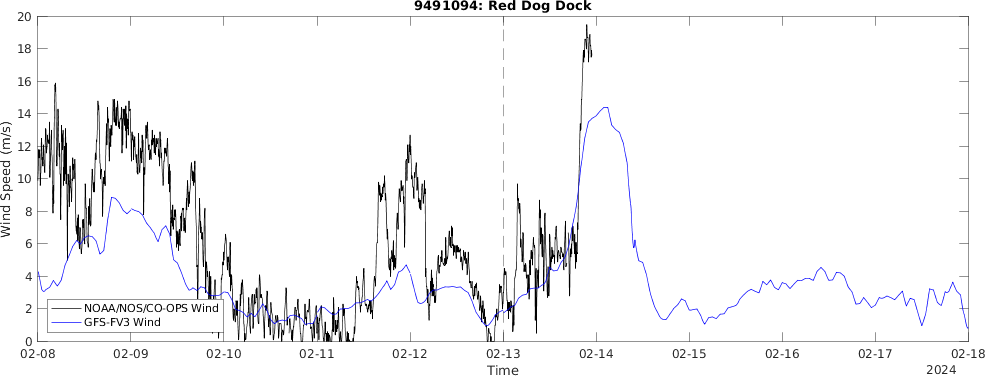 9491094: Red Dog Dock
Wind Speed (m/s)
20
18
16
14
12
10
8
6
4
2
0
NOAA/NOS/CO-OPS Wind
GFS-FV3 Wind
02-08 02-09 02-10 02-11 02-12 02-13 02-14 02-15 02-16 02-17 02-18
Time
2024